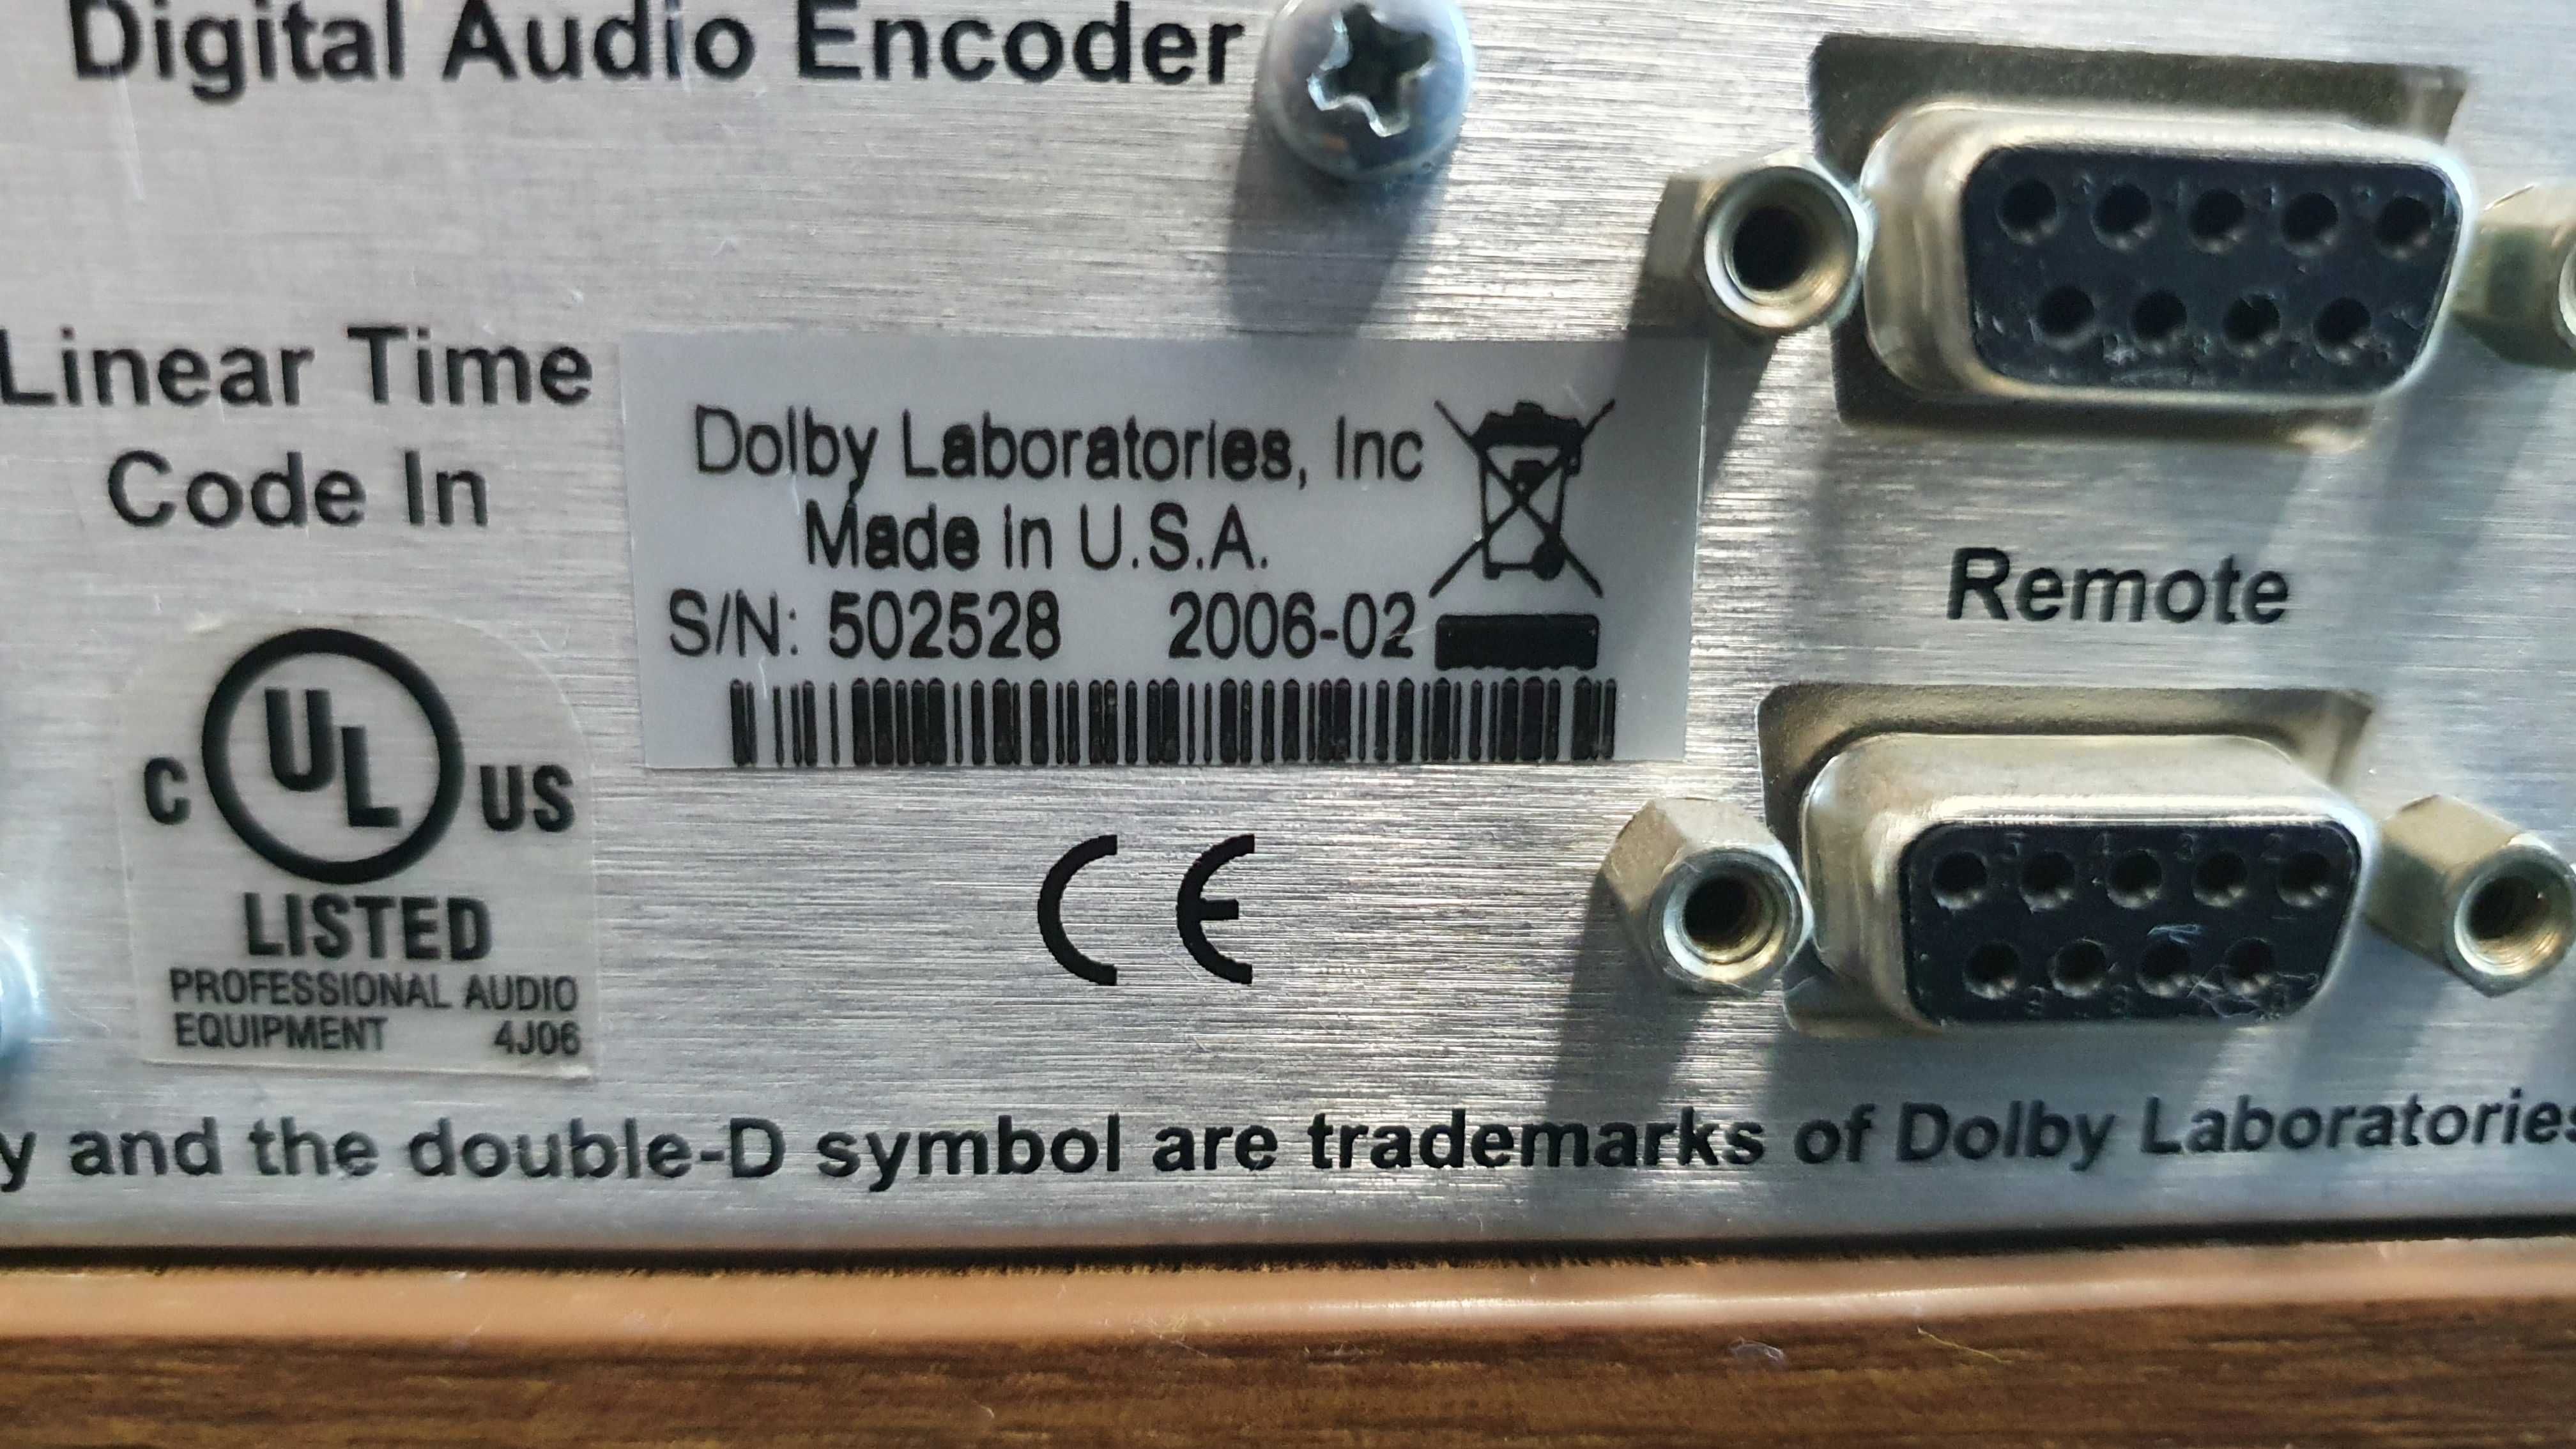 Digital Audio Encoder
Linear Time
Code In
Dolby Laboratories, Inc
Made in U.S.A.
S/N: 502528 2006-02
Remote
C UL US
LISTED
PROFESSIONAL AUDIO
EQUIPMENT 4J06
CE
y and the double-D symbol are trademarks of Dolby Laboratories